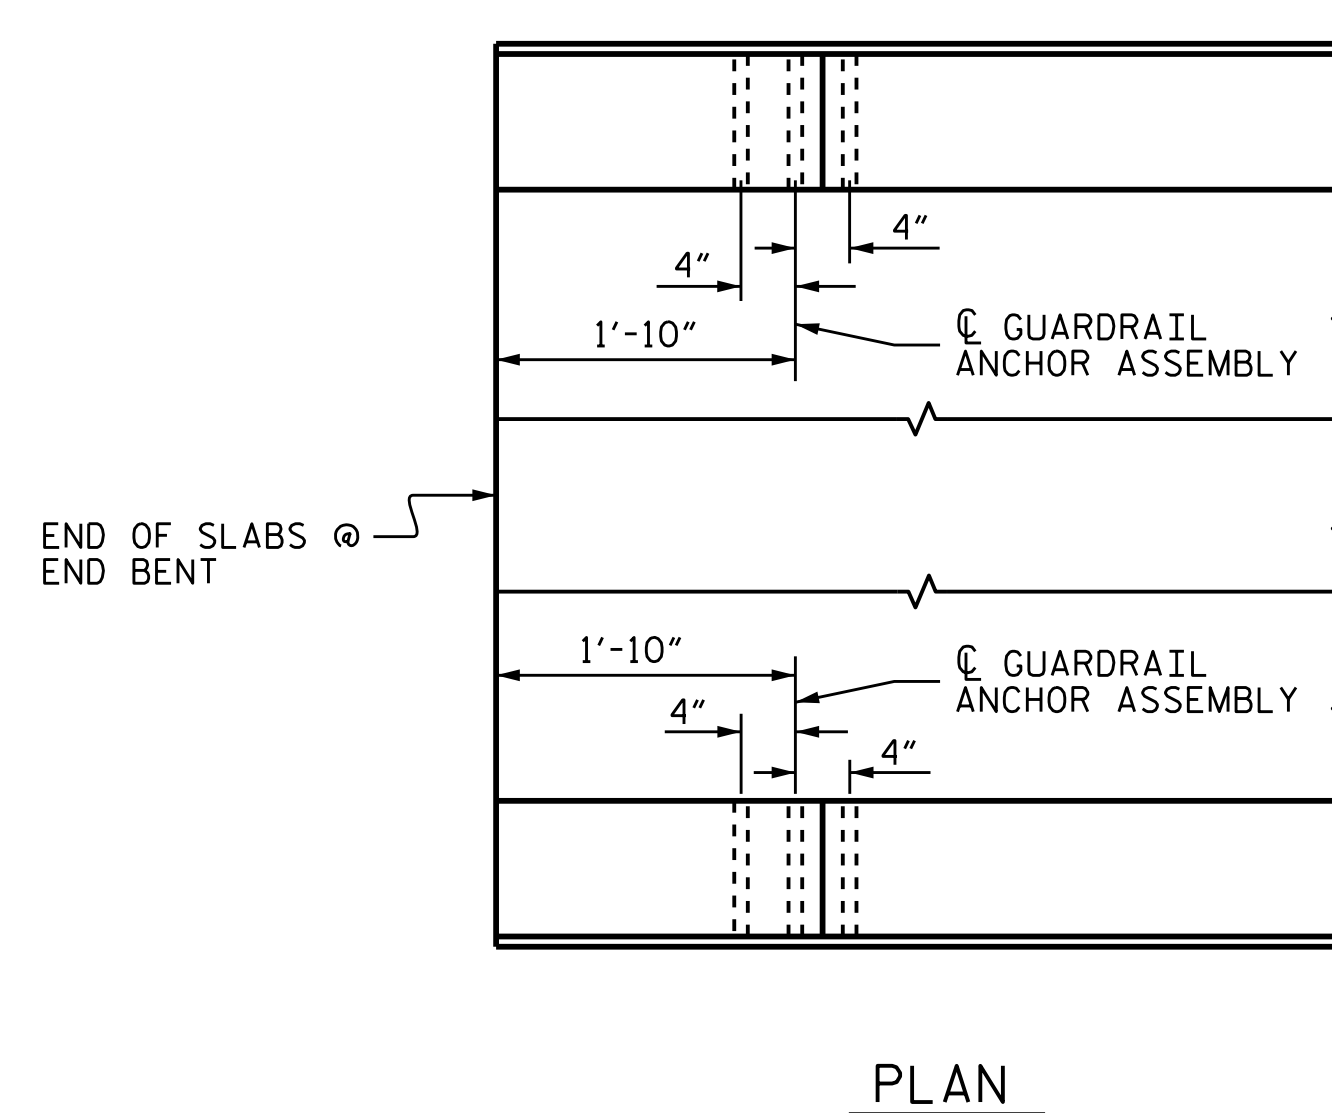 4"
4"
1'-10"
℄ GUARDRAIL
ANCHOR ASSEMBLY
END OF SLABS @
END BENT
1'-10"
℄ GUARDRAIL
ANCHOR ASSEMBLY
4"
4"
PLAN